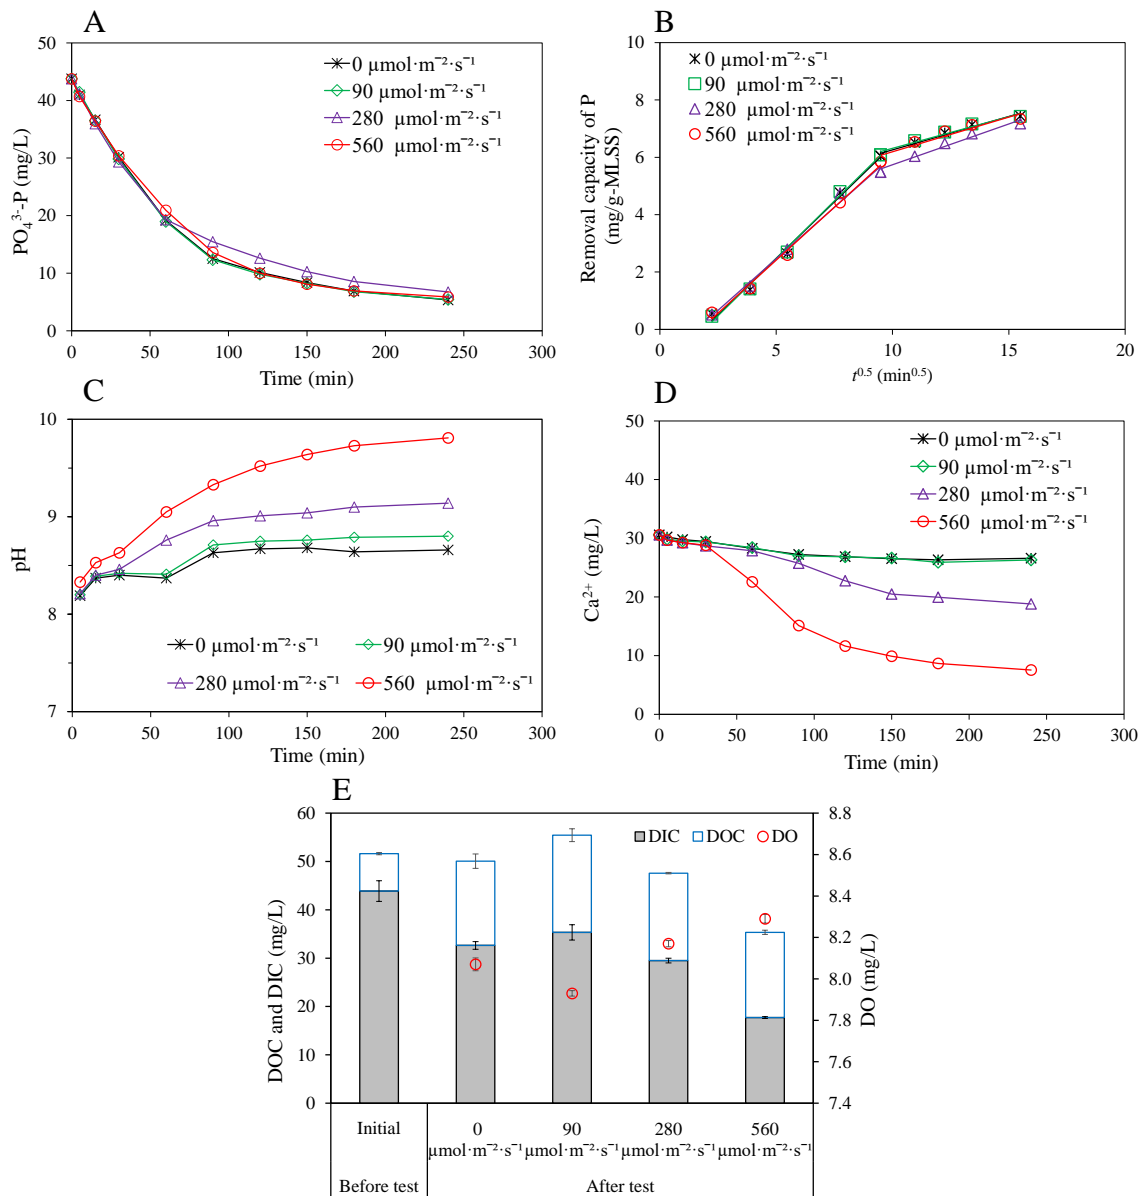 A
50
40
30
20
10
0
PO₄³⁻-P (mg/L)
0 µmol·m⁻²·s⁻¹
90 µmol·m⁻²·s⁻¹
280 µmol·m⁻²·s⁻¹
560 µmol·m⁻²·s⁻¹
0 50 100 150 200 250 300
Time (min)
B
10
8
6
4
2
0
Removal capacity of P
(mg/g-MLSS)
0 µmol·m⁻²·s⁻¹
90 µmol·m⁻²·s⁻¹
280 µmol·m⁻²·s⁻¹
560 µmol·m⁻²·s⁻¹
0 5 10 15 20
t⁰·⁵ (min⁰·⁵)
C
10
9
8
7
pH
0 µmol·m⁻²·s⁻¹ 90 µmol·m⁻²·s⁻¹
280 µmol·m⁻²·s⁻¹ 560 µmol·m⁻²·s⁻¹
0 50 100 150 200 250 300
Time (min)
D
50
40
30
20
10
0
Ca²⁺ (mg/L)
0 µmol·m⁻²·s⁻¹
90 µmol·m⁻²·s⁻¹
280 µmol·m⁻²·s⁻¹
560 µmol·m⁻²·s⁻¹
0 50 100 150 200 250 300
Time (min)
E
60
50
40
30
20
10
0
DOC and DIC (mg/L)
DIC DOC DO
8.8
8.6
8.4
8.2
8.0
7.8
7.6
7.4
DO (mg/L)
Initial 0 90 280 560
µmol·m⁻²·s⁻¹ µmol·m⁻²·s⁻¹ µmol·m⁻²·s⁻¹ µmol·m⁻²·s⁻¹
Before test After test